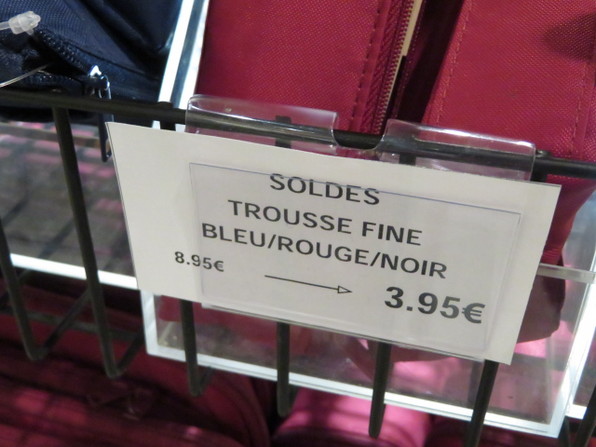 SOLDES
TROUSSE FINE
BLEU/ROUGE/NOIR
8.95€ → 3.95€